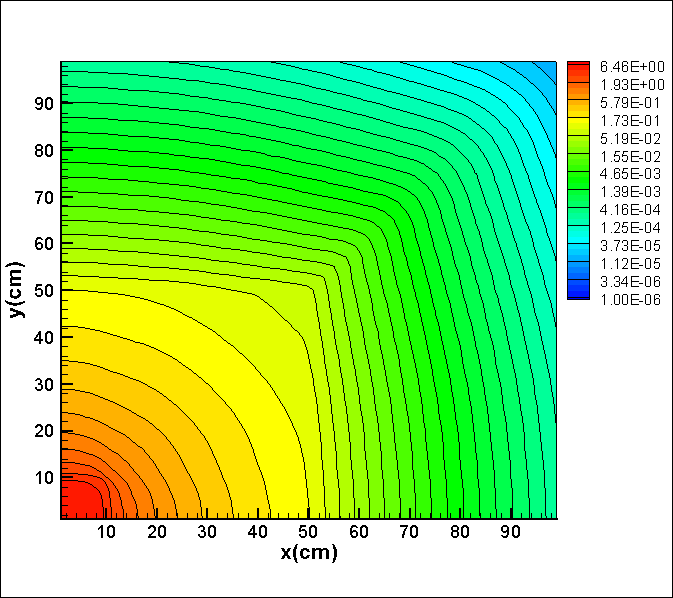 90
80
70
60
50
40
30
20
10
y(cm)
10 20 30 40 50 60 70 80 90
x(cm)
6.46E+00
1.93E+00
5.79E-01
1.73E-01
5.19E-02
1.55E-02
4.65E-03
1.39E-03
4.16E-04
1.25E-04
3.73E-05
1.12E-05
3.34E-06
1.00E-06